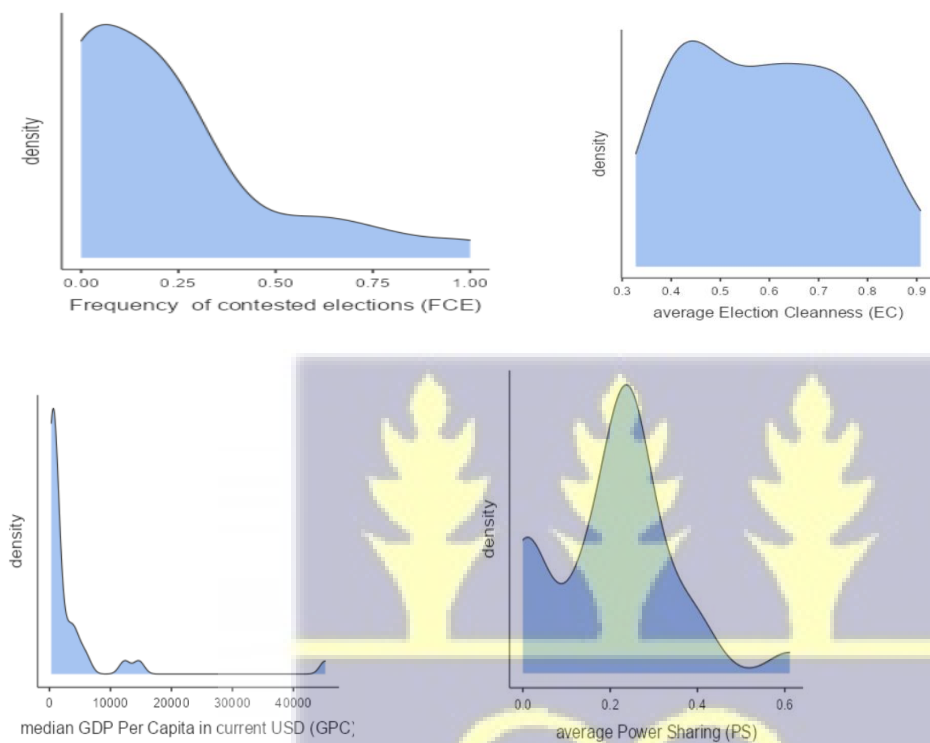 density
0.00 0.25 0.50 0.75 1.00
Frequency of contested elections (FCE)
density
0.3 0.4 0.5 0.6 0.7 0.8 0.9
average Election Cleanness (EC)
density
0 10000 20000 30000 40000
median GDP Per Capita in current USD (GPC)
density
0.0 0.2 0.4 0.6
average Power Sharing (PS)